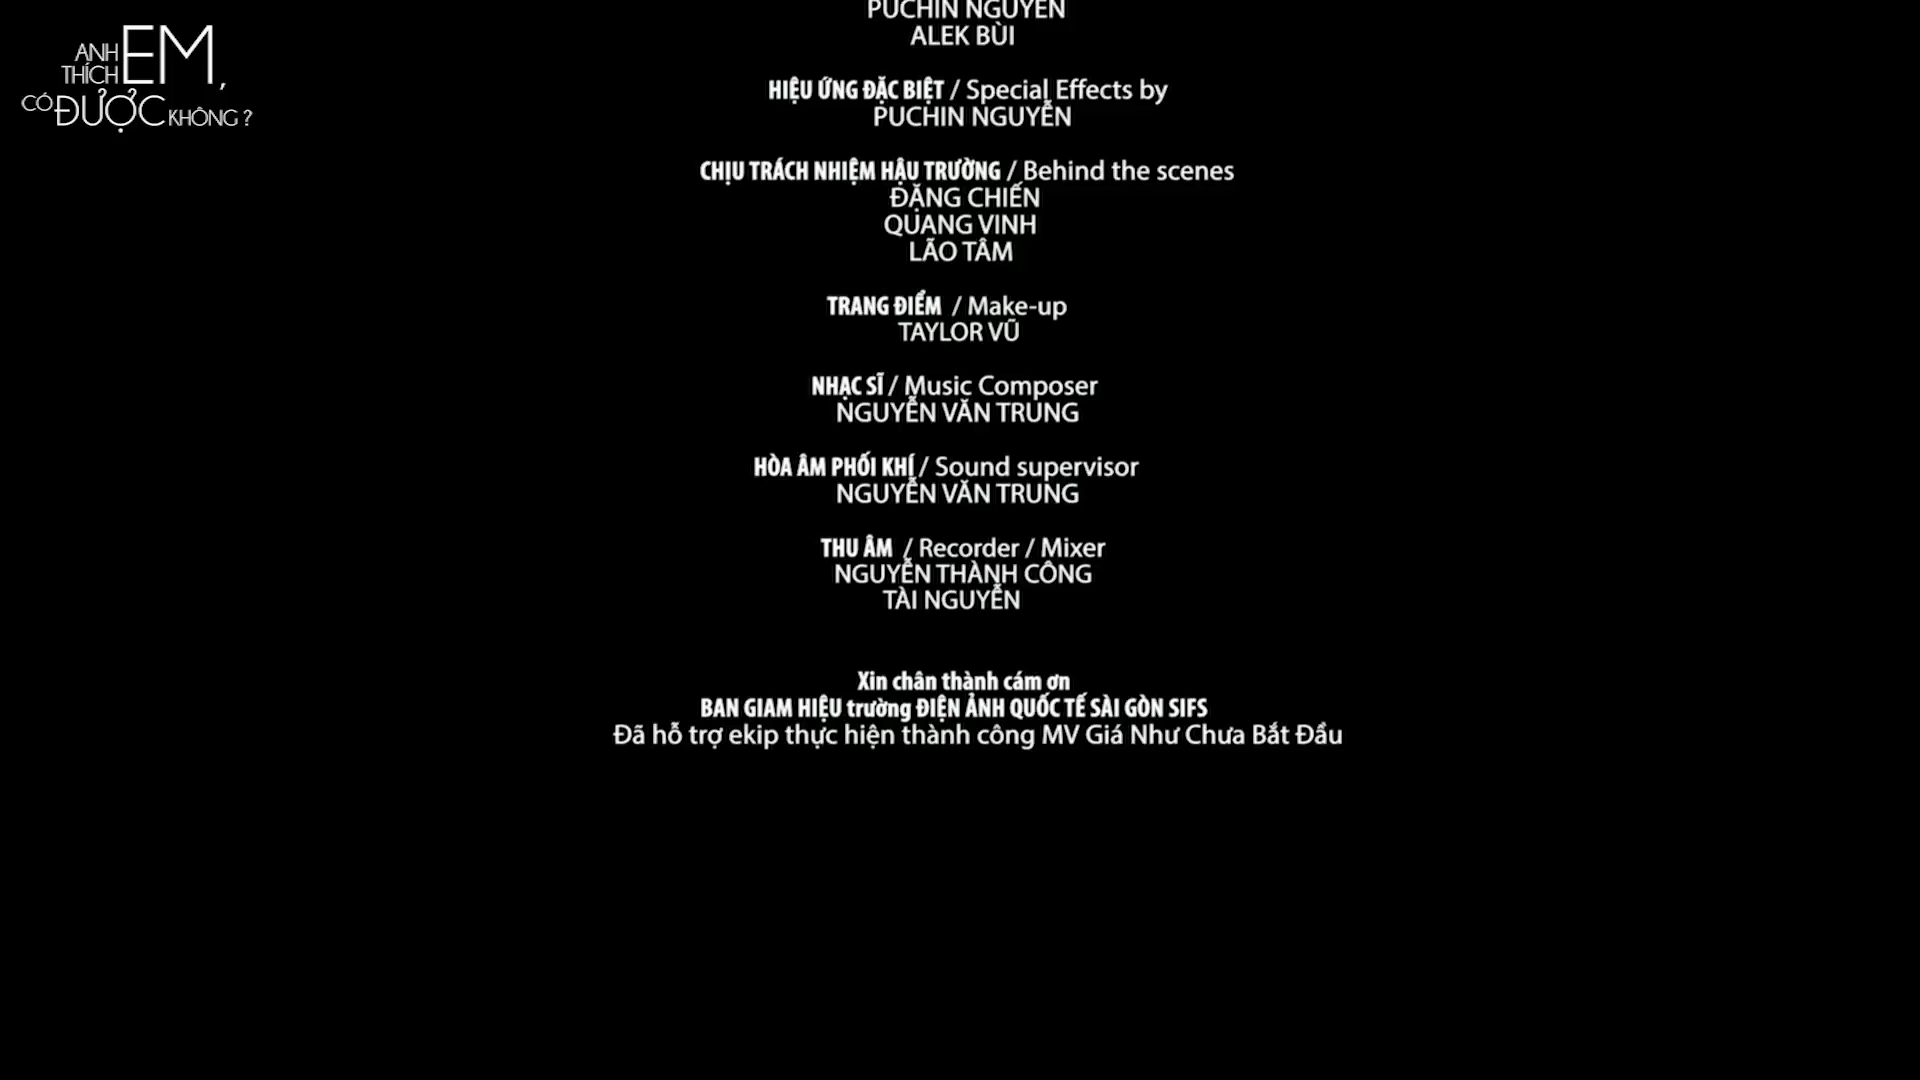 ANH EM,
THÍCH
CÓ ĐƯỢC KHÔNG ?
PUCHIN NGUYỄN
ALEK BÙI
HIỆU ỨNG ĐẶC BIỆT / Special Effects by
PUCHIN NGUYỄN
CHỊU TRÁCH NHIỆM HẬU TRƯỜNG / Behind the scenes
ĐẶNG CHIẾN
QUANG VINH
LÃO TÂM
TRANG ĐIỂM / Make-up
TAYLOR VŨ
NHẠC SĨ / Music Composer
NGUYỄN VĂN TRUNG
HÒA ÂM PHỐI KHÍ / Sound supervisor
NGUYỄN VĂN TRUNG
THU ÂM / Recorder / Mixer
NGUYỄN THÀNH CÔNG
TÀI NGUYỄN
Xin chân thành cám ơn
BAN GIAM HIỆU trường ĐIỆN ẢNH QUỐC TẾ SÀI GÒN SIFS
Đã hỗ trợ ekip thực hiện thành công MV Giá Như Chưa Bắt Đầu